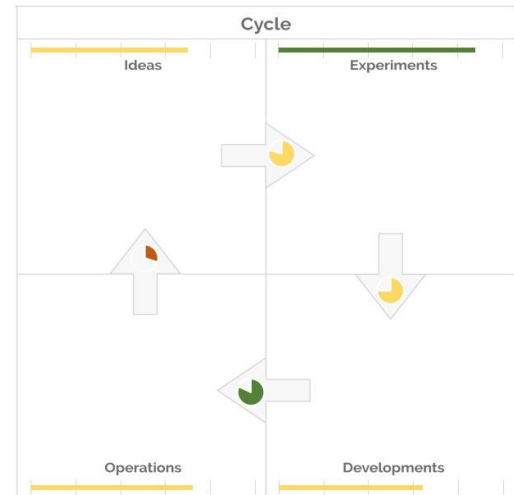 Cycle
Ideas
Experiments
Operations
Developments